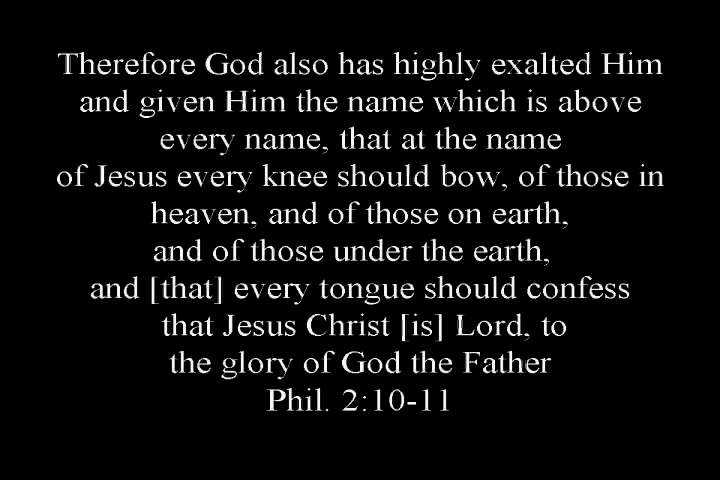 Therefore God also has highly exalted Him
and given Him the name which is above
every name, that at the name
of Jesus every knee should bow, of those in
heaven, and of those on earth,
and of those under the earth,
and [that] every tongue should confess
that Jesus Christ [is] Lord, to
the glory of God the Father
Phil. 2:10-11